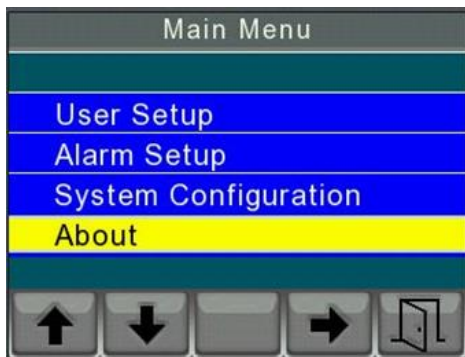 Main Menu
User Setup
Alarm Setup
System Configuration
About